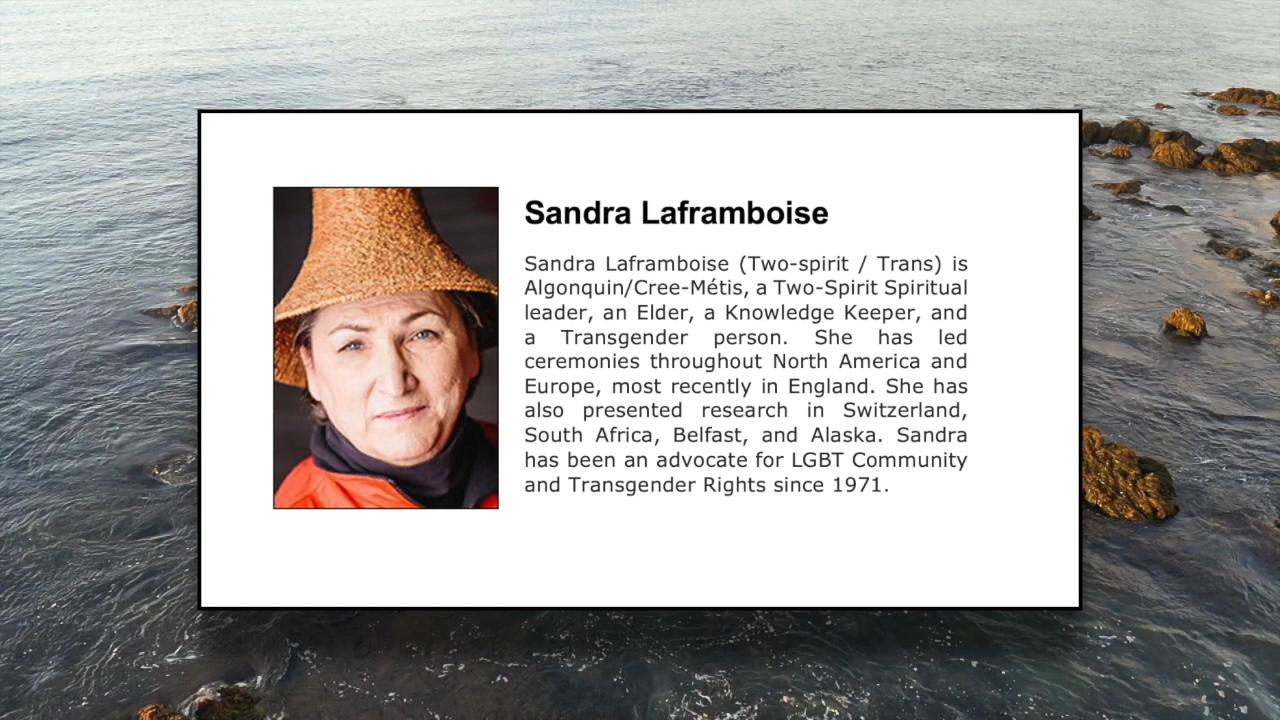 Sandra Laframboise
Sandra Laframboise (Two-spirit / Trans) is
Algonquin/Cree-Métis, a Two-Spirit Spiritual
leader, an Elder, a Knowledge Keeper, and
a Transgender person. She has led
ceremonies throughout North America and
Europe, most recently in England. She has
also presented research in Switzerland,
South Africa, Belfast, and Alaska. Sandra
has been an advocate for LGBT Community
and Transgender Rights since 1971.